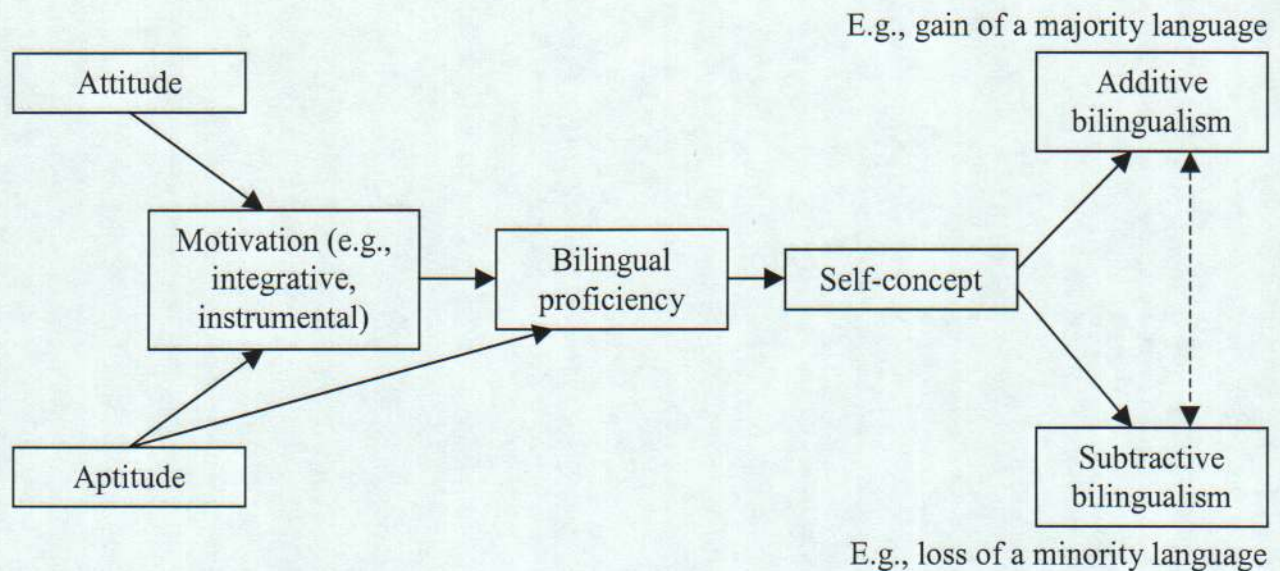 E.g., gain of a majority language
Attitude
Additive
bilingualism
Motivation (e.g.,
integrative,
instrumental)
Bilingual
proficiency
Self-concept
Aptitude
Subtractive
bilingualism
E.g., loss of a minority language